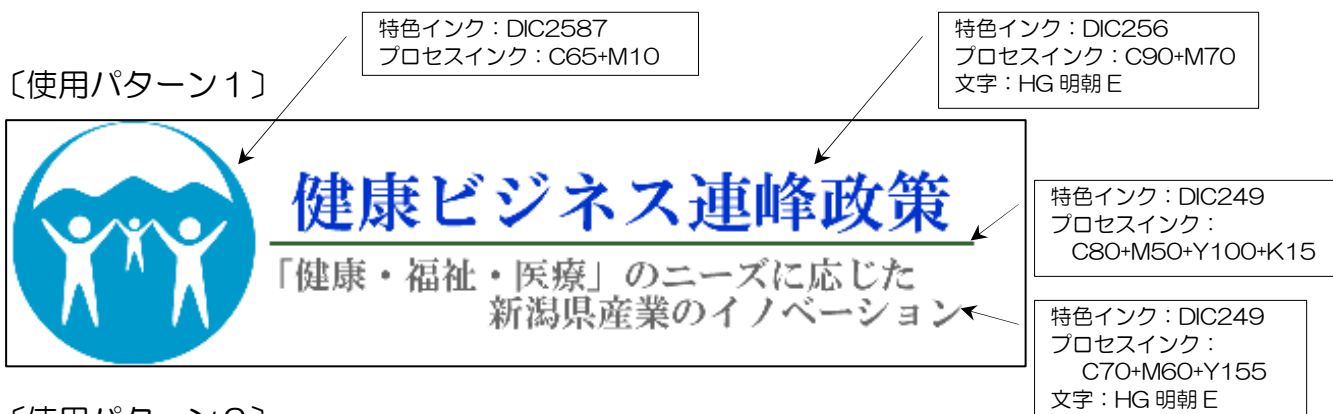 特色インク：DIC2587
プロセスインク：C65+M10
特色インク：DIC256
プロセスインク：C90+M70
文字：HG 明朝 E
〔使用パターン１〕
健康ビジネス連峰政策
「健康・福祉・医療」のニーズに応じた
新潟県産業のイノベーション
特色インク：DIC249
プロセスインク：
C80+M50+Y100+K15
特色インク：DIC249
プロセスインク：
C70+M60+Y155
文字：HG 明朝 E